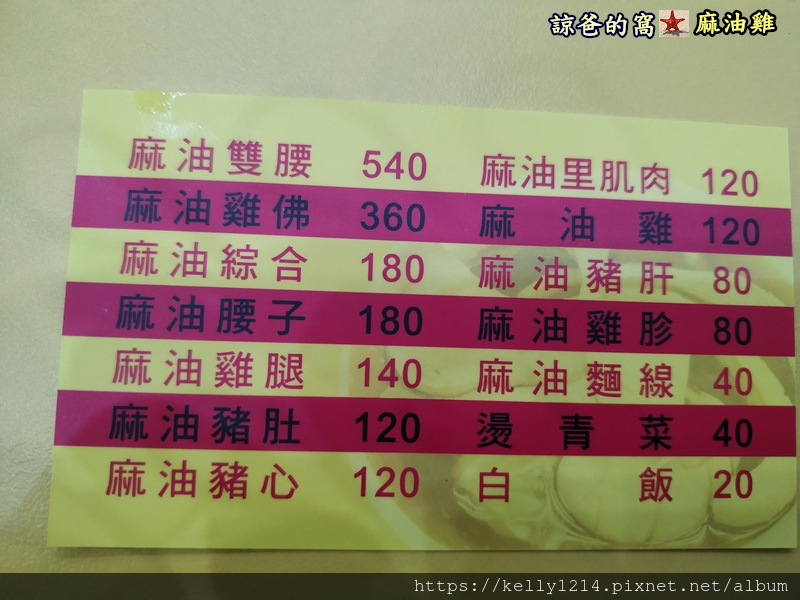 諒爸的窩 麻油雞
麻油雙腰 540 麻油里肌肉 120
麻油雞佛 360 麻油雞 120
麻油綜合 180 麻油豬肝 80
麻油腰子 180 麻油雞胗 80
麻油雞腿 140 麻油麵線 40
麻油豬肚 120 燙青菜 40
麻油豬心 120 白飯 20
https://kelly1214.pixnet.net/album